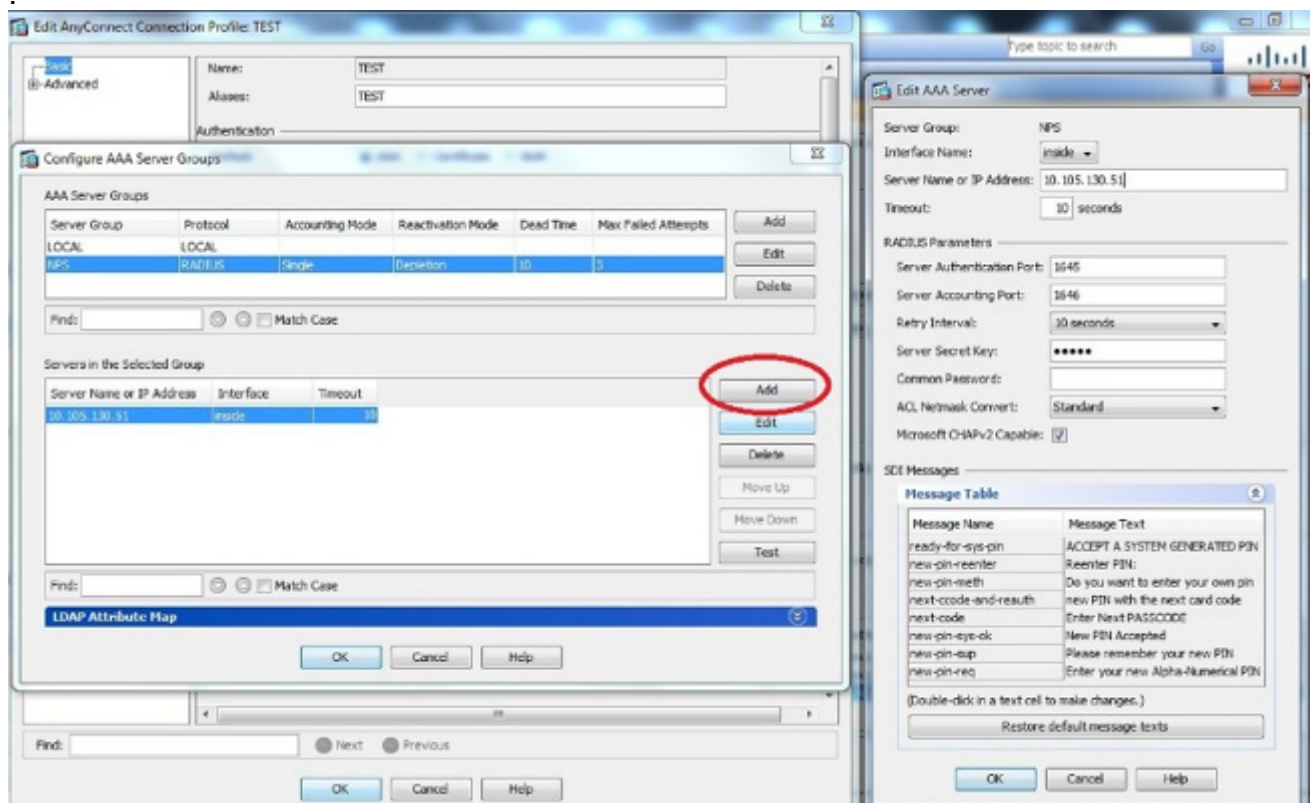 Edit AnyConnect Connection Profile: TEST
Basic
Advanced
Name: TEST
Aliases: TEST
Authentication
Configure AAA Server Groups
AAA Server Groups
Server Group Protocol Accounting Mode Reactivation Mode Dead Time Max Failed Attempts
LOCAL LOCAL
NPS RADIUS Single Depletion 10 3
Add
Edit
Delete
Find: Match Case
Servers in the Selected Group
Server Name or IP Address Interface Timeout
10.105.130.51 inside 10
Add
Edit
Delete
Move Up
Move Down
Test
Find: Match Case
LDAP Attribute Map
OK Cancel Help
Find: Next Previous
OK Cancel Help
Type topic to search Go
Edit AAA Server
Server Group: NPS
Interface Name: inside
Server Name or IP Address: 10.105.130.51
Timeout: 10 seconds
RADIUS Parameters
Server Authentication Port: 1645
Server Accounting Port: 1646
Retry Interval: 10 seconds
Server Secret Key: •••••
Common Password:
ACL Netmask Convert: Standard
Microsoft CHAPv2 Capable:
SDI Messages
Message Table
Message Name Message Text
ready-for-sys-pin ACCEPT A SYSTEM GENERATED PIN
new-pin-reenter Reenter PIN:
new-pin-meth Do you want to enter your own pin
next-ccode-and-reauth new PIN with the next card code
next-code Enter Next PASSCODE
new-pin-sys-ok New PIN Accepted
new-pin-sup Please remember your new PIN
new-pin-req Enter your new Alpha-Numerical PIN
(Double-click in a text cell to make changes.)
Restore default message texts
OK Cancel Help